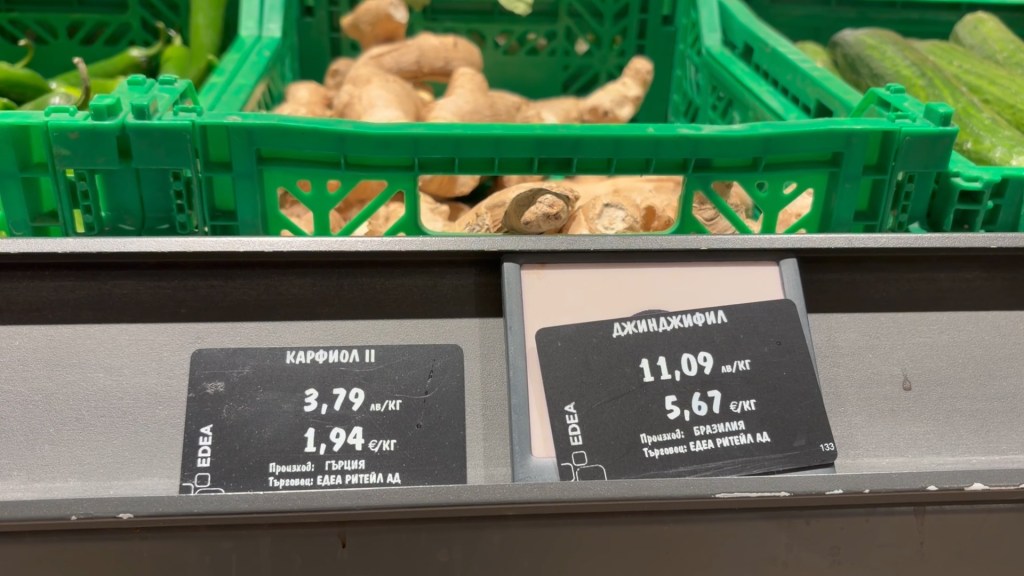 КАРФИОЛ II
3,79 лв/КГ
1,94 €/КГ
Произход: ГЪРЦИЯ
Търговец: ЕДЕА РИТЕЙЛ АД
EDEA
ДЖИНДЖИФИЛ
11,09 лв/КГ
5,67 €/КГ
Произход: БРАЗИЛИЯ
Търговец: ЕДЕА РИТЕЙЛ АД
133
EDEA